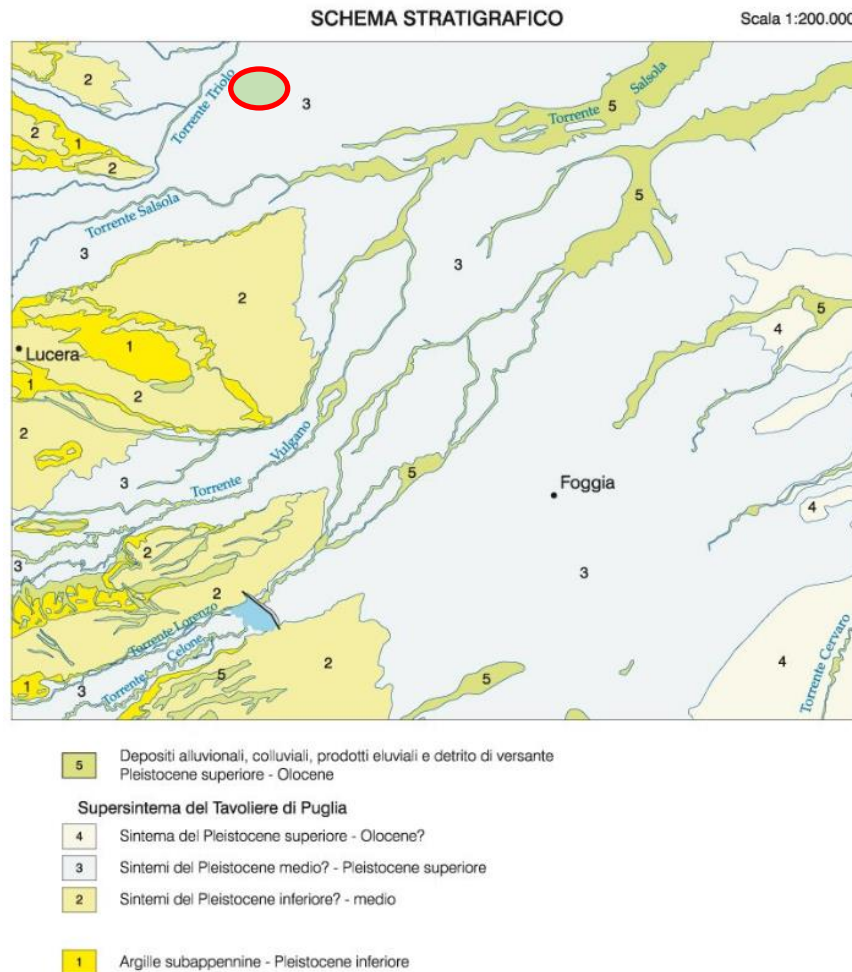 SCHEMA STRATIGRAFICO
Scala 1:200.000
2
Torrente Triolo
3
Torrente Salsola
5
2
1
2
5
Torrente Salsola
3
3
2
5
4
1
Lucera
1
2
2
Torrente Vulgano
5
Foggia
3
4
2
3
3
2
Torrente Lorenzo
2
4
Torrente Cervaro
1
3
Torrente Celone
5
5
5 Depositi alluvionali, colluviali, prodotti eluviali e detrito di versante
Pleistocene superiore - Olocene
Supersintema del Tavoliere di Puglia
4 Sintema del Pleistocene superiore - Olocene?
3 Sintemi del Pleistocene medio? - Pleistocene superiore
2 Sintemi del Pleistocene inferiore? - medio
1 Argille subappennine - Pleistocene inferiore